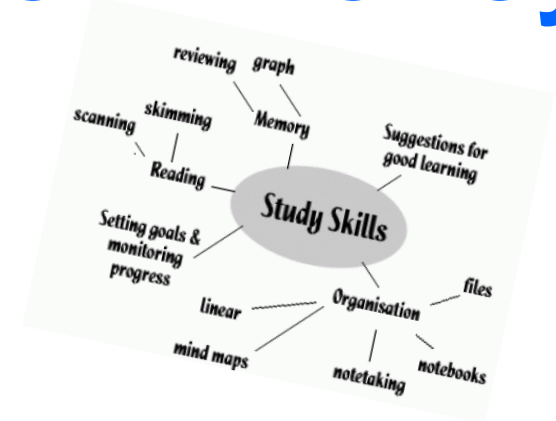 reviewing
graph
scanning
skimming
Memory
Suggestions for
good learning
Reading
Study Skills
Setting goals &
monitoring
progress
linear
Organisation
files
mind maps
notetaking
notebooks